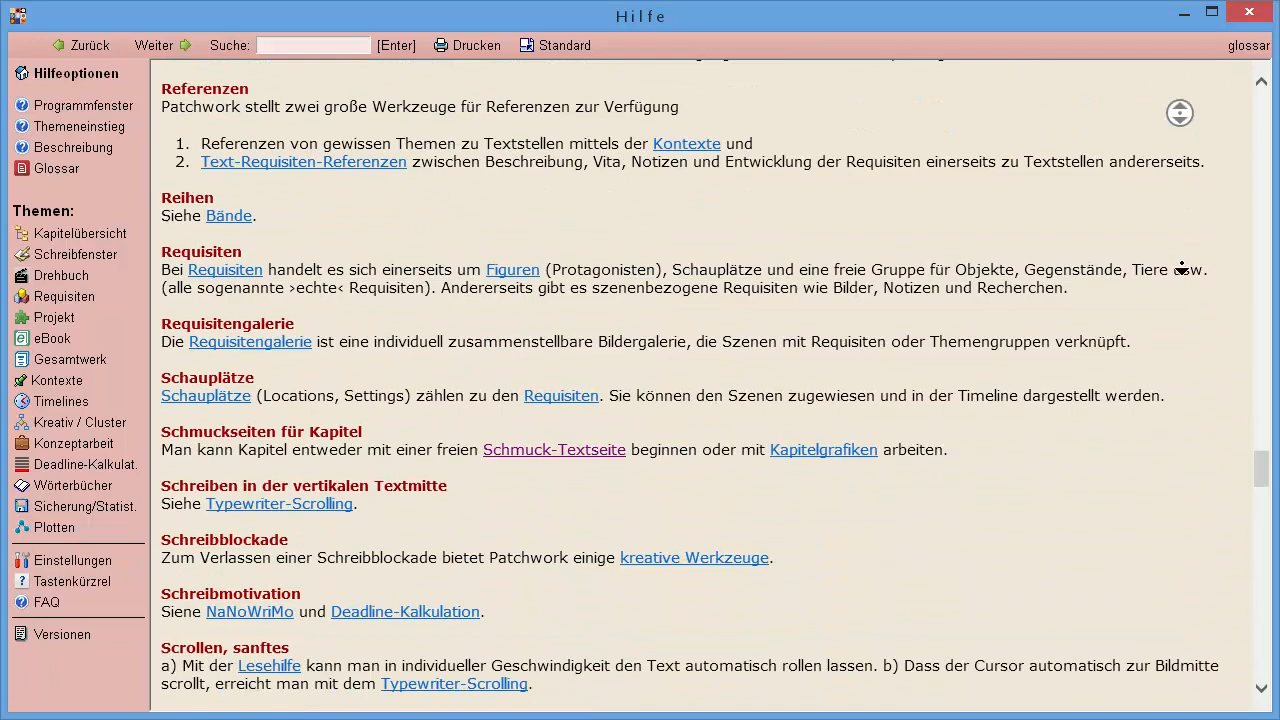 Hilfe
Zurück Weiter Suche: [Enter] Drucken Standard glossar
Hilfeoptionen
Programmfenster
Themeneinstieg
Beschreibung
Glossar
Themen:
Kapitelübersicht
Schreibfenster
Drehbuch
Requisiten
Projekt
eBook
Gesamtwerk
Kontexte
Timelines
Kreativ / Cluster
Konzeptarbeit
Deadline-Kalkulat.
Wörterbücher
Sicherung/Statist.
Plotten
Einstellungen
Tastenkürzel
FAQ
Versionen
Referenzen
Patchwork stellt zwei große Werkzeuge für Referenzen zur Verfügung
1. Referenzen von gewissen Themen zu Textstellen mittels der Kontexte und
2. Text-Requisiten-Referenzen zwischen Beschreibung, Vita, Notizen und Entwicklung der Requisiten einerseits zu Textstellen andererseits.
Reihen
Siehe Bände.
Requisiten
Bei Requisiten handelt es sich einerseits um Figuren (Protagonisten), Schauplätze und eine freie Gruppe für Objekte, Gegenstände, Tiere
(alle sogenannte ›echte‹ Requisiten). Andererseits gibt es szenenbezogene Requisiten wie Bilder, Notizen und Recherchen.
Requisitengalerie
Die Requisitengalerie ist eine individuell zusammenstellbare Bildergalerie, die Szenen mit Requisiten oder Themengruppen verknüpft.
Schauplätze
Schauplätze (Locations, Settings) zählen zu den Requisiten. Sie können den Szenen zugewiesen und in der Timeline dargestellt werden.
Schmuckseiten für Kapitel
Man kann Kapitel entweder mit einer freien Schmuck-Textseite beginnen oder mit Kapitelgrafiken arbeiten.
Schreiben in der vertikalen Textmitte
Siehe Typewriter-Scrolling.
Schreibblockade
Zum Verlassen einer Schreibblockade bietet Patchwork einige kreative Werkzeuge.
Schreibmotivation
Siene NaNoWriMo und Deadline-Kalkulation.
Scrollen, sanftes
a) Mit der Lesehilfe kann man in individueller Geschwindigkeit den Text automatisch rollen lassen. b) Dass der Cursor automatisch zur Bildmitte
scrollt, erreicht man mit dem Typewriter-Scrolling.